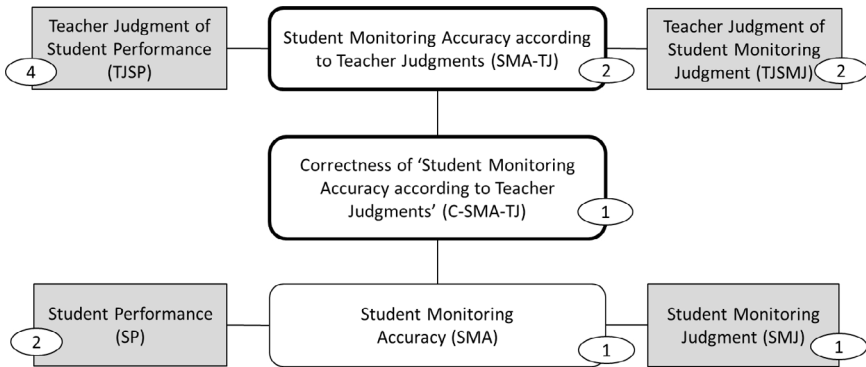 Teacher Judgment of
Student Performance
(TJSP)
4
Student Monitoring Accuracy according
to Teacher Judgments (SMA-TJ)
2
Teacher Judgment of
Student Monitoring
Judgment (TJSMJ)
2
Correctness of ‘Student Monitoring
Accuracy according to Teacher
Judgments’ (C-SMA-TJ)
1
Student Performance
(SP)
2
Student Monitoring
Accuracy (SMA)
1
Student Monitoring
Judgment (SMJ)
1